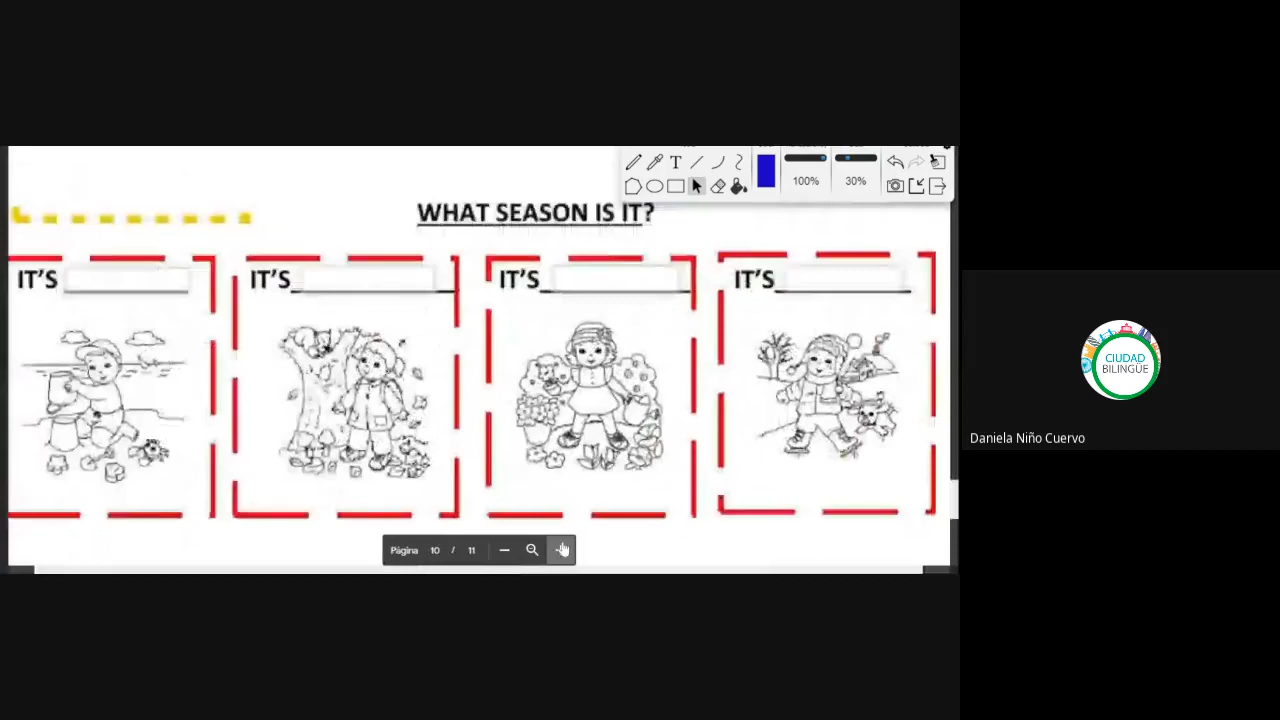 T
100%
30%
WHAT SEASON IS IT?
IT'S
IT'S
IT'S
IT'S
CIUDAD
BILINGÜE
Daniela Niño Cuervo
Página 10 / 11